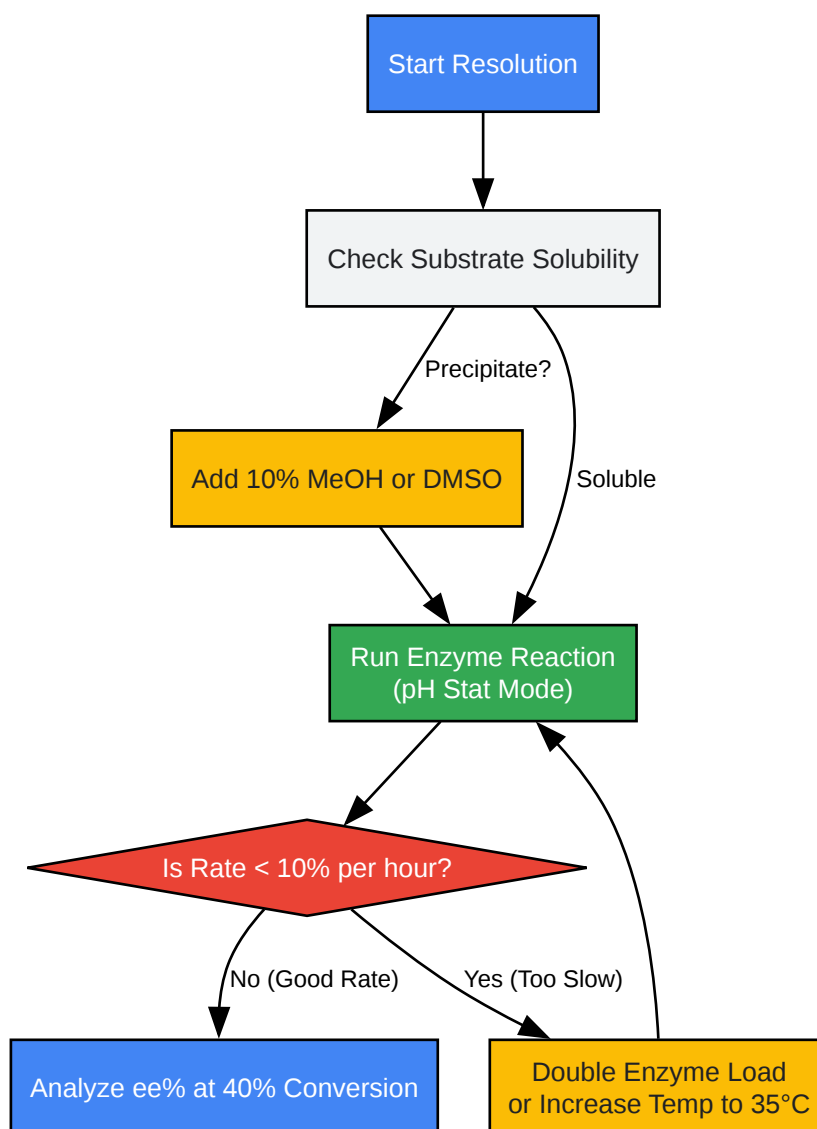 Start Resolution
Check Substrate Solubility
Precipitate?
Add 10% MeOH or DMSO
Soluble
Run Enzyme Reaction
(pH Stat Mode)
Is Rate < 10% per hour?
No (Good Rate)
Yes (Too Slow)
Analyze ee% at 40% Conversion
Double Enzyme Load
or Increase Temp to 35°C